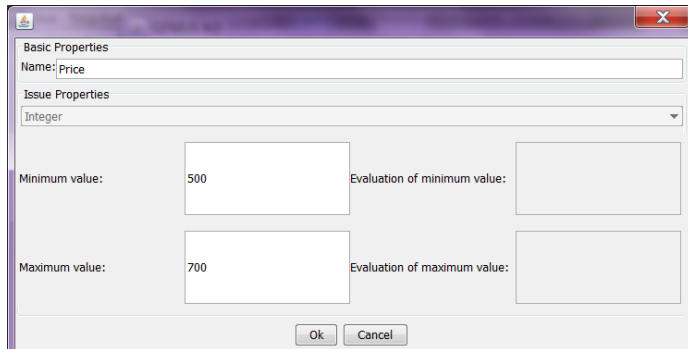 Basic Properties
Name: Price
Issue Properties
Integer
Minimum value: 500 Evaluation of minimum value:
Maximum value: 700 Evaluation of maximum value:
Ok Cancel